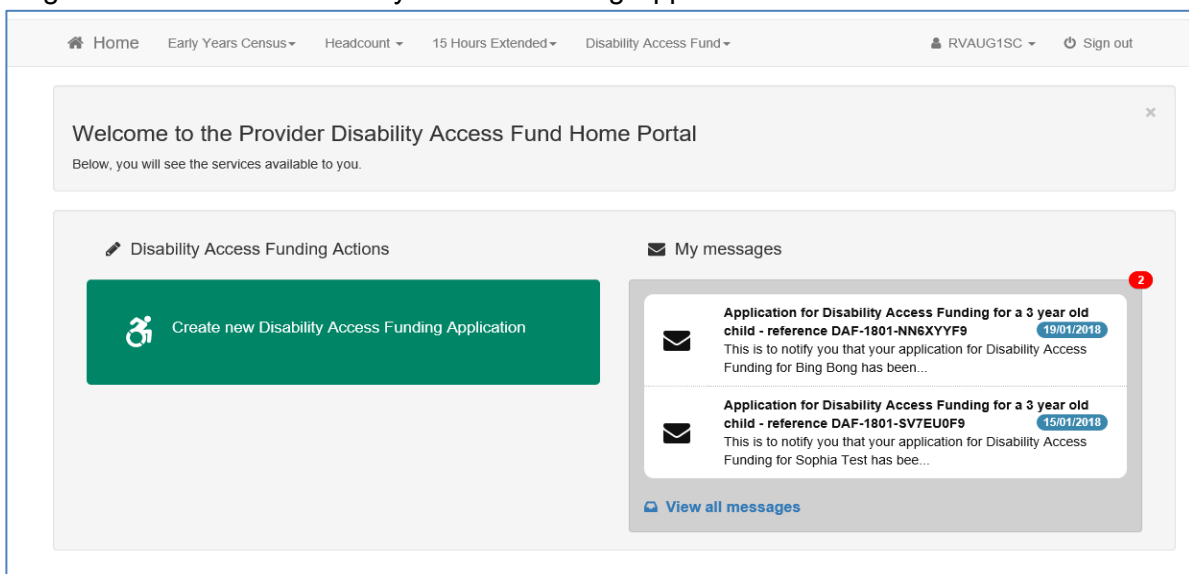 Home Early Years Census Headcount 15 Hours Extended Disability Access Fund RVAUG1SC Sign out
Welcome to the Provider Disability Access Fund Home Portal
Below, you will see the services available to you.
Disability Access Funding Actions
Create new Disability Access Funding Application
My messages
2
Application for Disability Access Funding for a 3 year old
child - reference DAF-1801-NN6XYYF9 19/01/2018
This is to notify you that your application for Disability Access
Funding for Bing Bong has been...
Application for Disability Access Funding for a 3 year old
child - reference DAF-1801-SV7EU0F9 15/01/2018
This is to notify you that your application for Disability Access
Funding for Sophia Test has bee...
View all messages